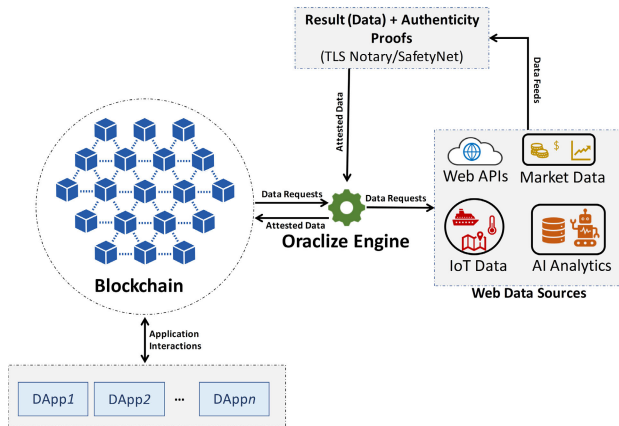 Result (Data) + Authenticity
Proofs
(TLS Notary/SafetyNet)
Attested Data
Data Feeds
Web APIs
Market Data
$
Data Requests
Data Requests
Attested Data
Oraclize Engine
IoT Data
AI Analytics
Web Data Sources
Blockchain
Application
Interactions
DApp1
DApp2
...
DAppn